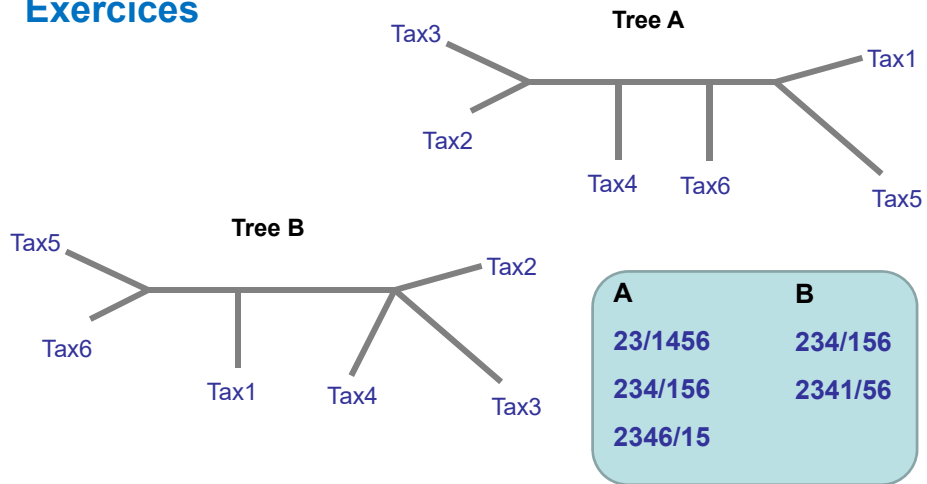 Exercices
Tree A
Tax3
Tax1
Tax2
Tax4
Tax6
Tax5
Tree B
Tax5
Tax2
Tax6
Tax1
Tax4
Tax3
A B
23/1456 234/156
234/156 2341/56
2346/15